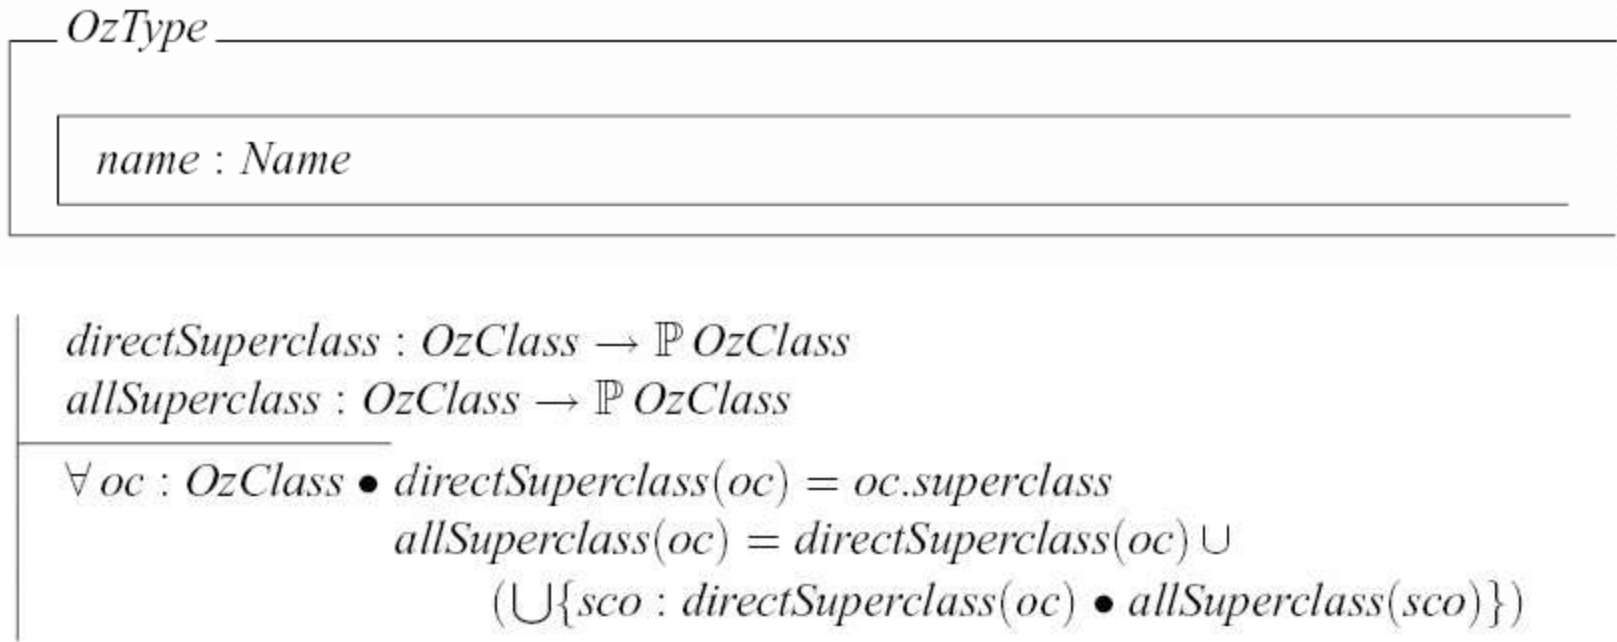 OzType
name : Name
directSuperclass : OzClass → ℙ OzClass
allSuperclass : OzClass → ℙ OzClass
∀ oc : OzClass • directSuperclass(oc) = oc.superclass
allSuperclass(oc) = directSuperclass(oc) ∪
(⋃{sco : directSuperclass(oc) • allSuperclass(sco)})